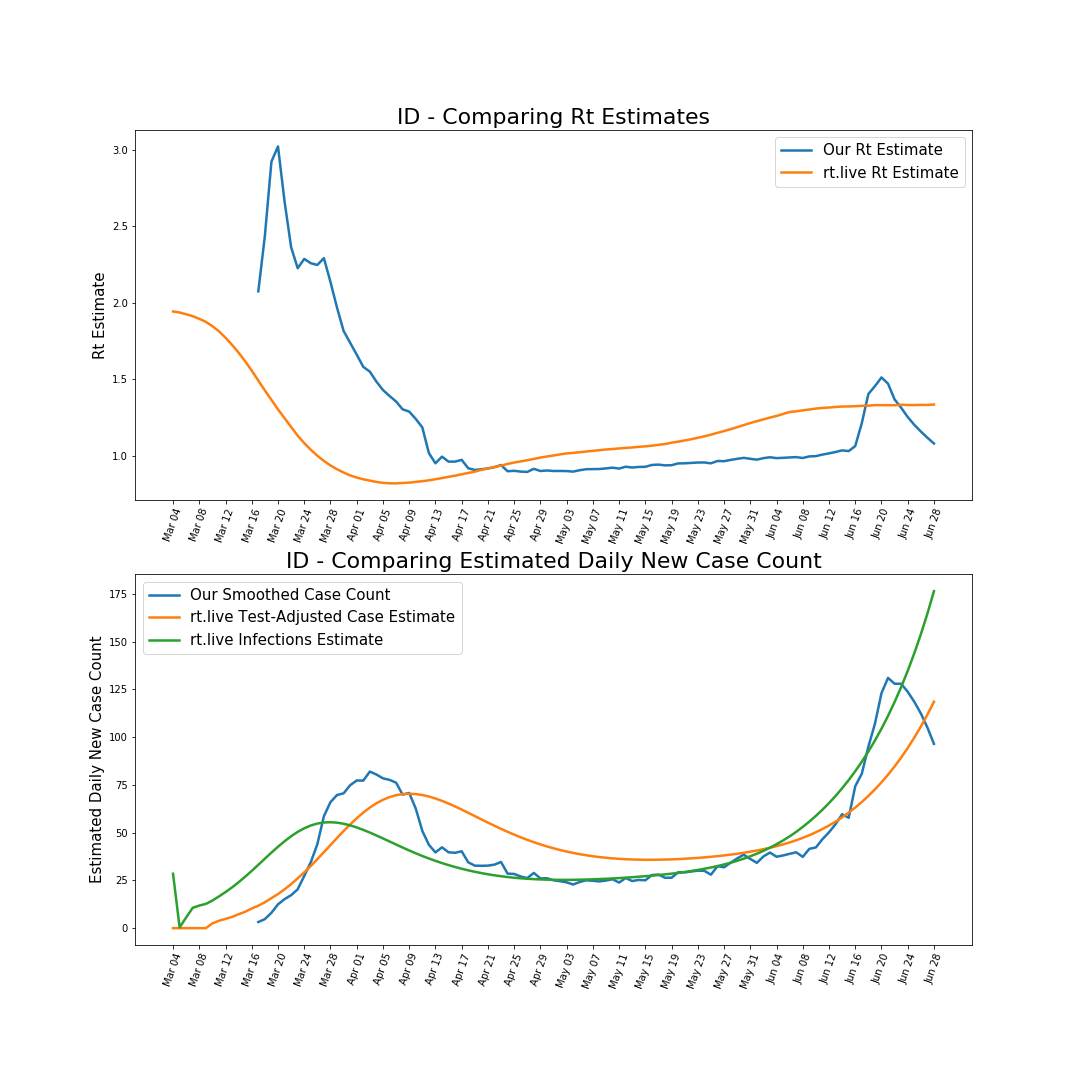 ID - Comparing Rt Estimates
Our Rt Estimate
rt.live Rt Estimate
Rt Estimate
3.0
2.5
2.0
1.5
1.0
Mar 04 Mar 08 Mar 12 Mar 16 Mar 20 Mar 24 Mar 28 Apr 01 Apr 05 Apr 09 Apr 13 Apr 17 Apr 21 Apr 25 Apr 29 May 03 May 07 May 11 May 15 May 19 May 23 May 27 May 31 Jun 04 Jun 08 Jun 12 Jun 16 Jun 20 Jun 24 Jun 28
ID - Comparing Estimated Daily New Case Count
Our Smoothed Case Count
rt.live Test-Adjusted Case Estimate
rt.live Infections Estimate
Estimated Daily New Case Count
175
150
125
100
75
50
25
0
Mar 04 Mar 08 Mar 12 Mar 16 Mar 20 Mar 24 Mar 28 Apr 01 Apr 05 Apr 09 Apr 13 Apr 17 Apr 21 Apr 25 Apr 29 May 03 May 07 May 11 May 15 May 19 May 23 May 27 May 31 Jun 04 Jun 08 Jun 12 Jun 16 Jun 20 Jun 24 Jun 28